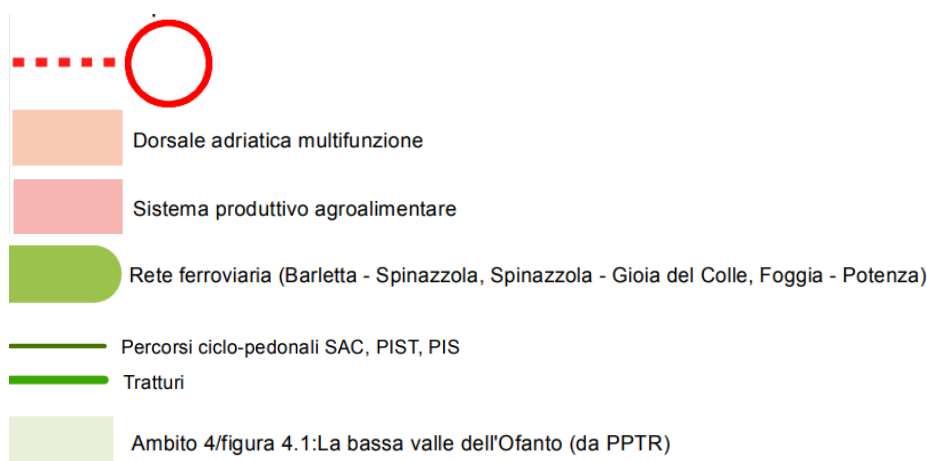 Dorsale adriatica multifunzione
Sistema produttivo agroalimentare
Rete ferroviaria (Barletta - Spinazzola, Spinazzola - Gioia del Colle, Foggia - Potenza)
Percorsi ciclo-pedonali SAC, PIST, PIS
Tratturi
Ambito 4/figura 4.1:La bassa valle dell'Ofanto (da PPTR)